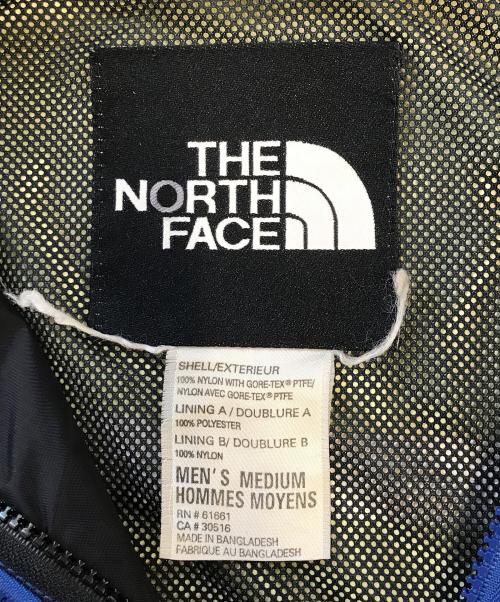 THE
NORTH
FACE
SHELL/EXTERIEUR
100% NYLON WITH GORE-TEX® PTFE/
NYLON AVEC GORE-TEX® PTFE
LINING A / DOUBLURE A
100% POLYESTER
LINING B/ DOUBLURE B
100% NYLON
MEN'S MEDIUM
HOMMES MOYENS
RN # 61661
CA # 30516
MADE IN BANGLADESH
FABRIQUE AU BANGLADESH